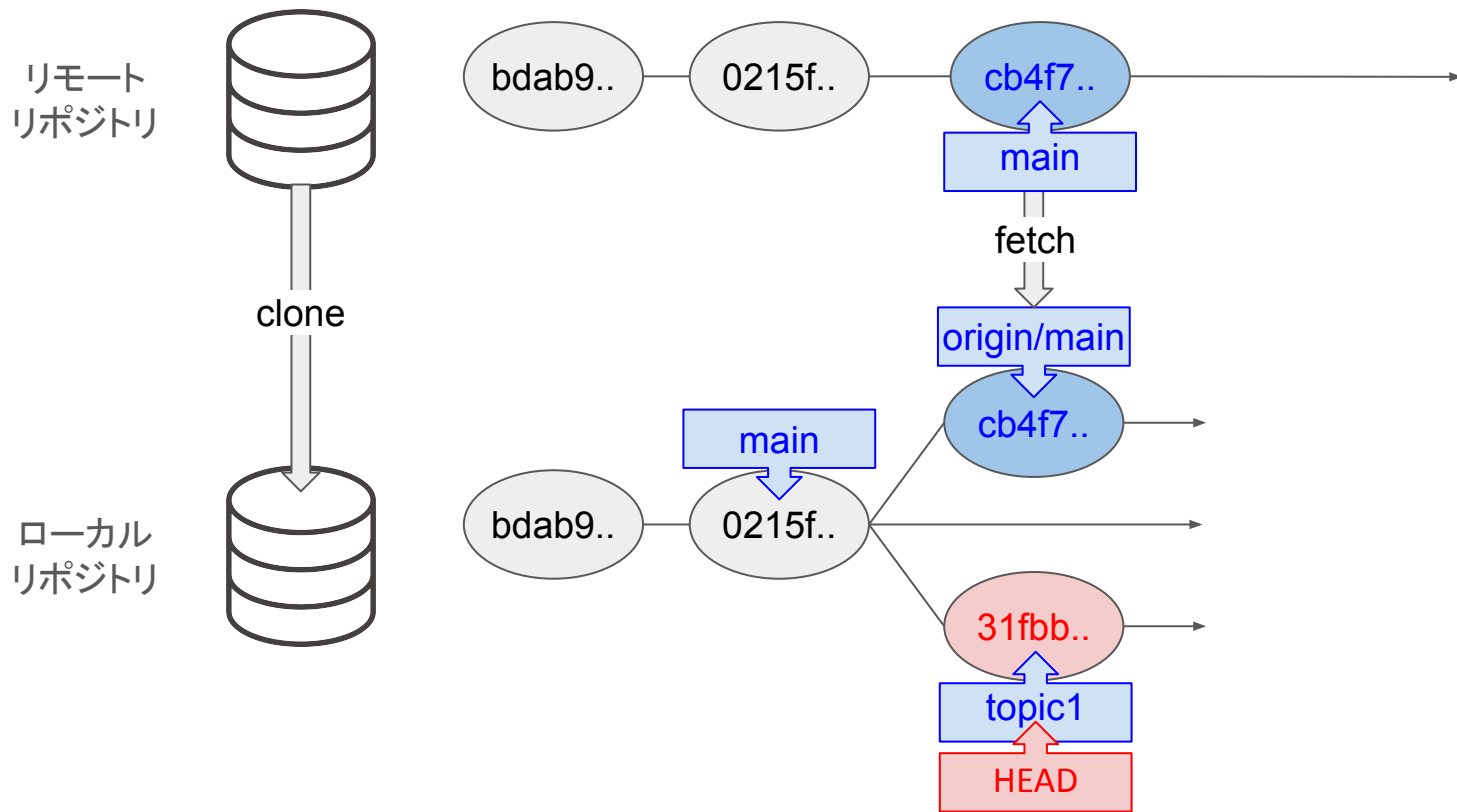 リモート
リポジトリ
bdab9..
0215f..
cb4f7..
main
fetch
clone
origin/main
cb4f7..
main
ローカル
リポジトリ
bdab9..
0215f..
31fbb..
topic1
HEAD